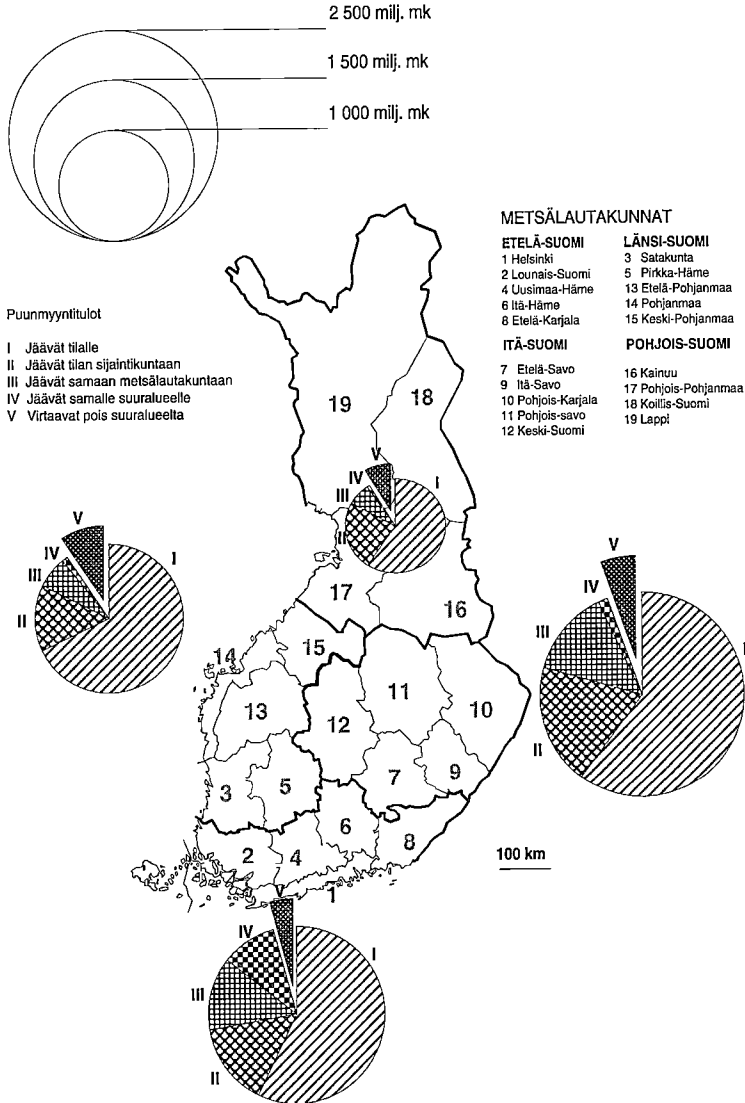 2 500 milj. mk
1 500 milj. mk
1 000 milj. mk
METSÄLAUTAKUNNAT
ETELÄ-SUOMI
1 Helsinki
2 Lounais-Suomi
4 Uusimaa-Häme
6 Itä-Häme
8 Etelä-Karjala
LÄNSI-SUOMI
3 Satakunta
5 Pirkka-Häme
13 Etelä-Pohjanmaa
14 Pohjanmaa
15 Keski-Pohjanmaa
ITÄ-SUOMI
7 Etelä-Savo
9 Itä-Savo
10 Pohjois-Karjala
11 Pohjois-savo
12 Keski-Suomi
POHJOIS-SUOMI
16 Kainuu
17 Pohjois-Pohjanmaa
18 Koillis-Suomi
19 Lappi
Puunmyyntitulot
I Jäävät tilalle
II Jäävät tilan sijaintikuntaan
III Jäävät samaan metsälautakuntaan
IV Jäävät samalle suuralueelle
V Virtaavat pois suuralueelta
19
18
V
IV
I
III
II
V
IV
I
III
II
17
16
V
IV
I
III
II
14
15
13
11
12
10
3
5
7
9
6
8
2
4
1
100 km
V
IV
I
III
II